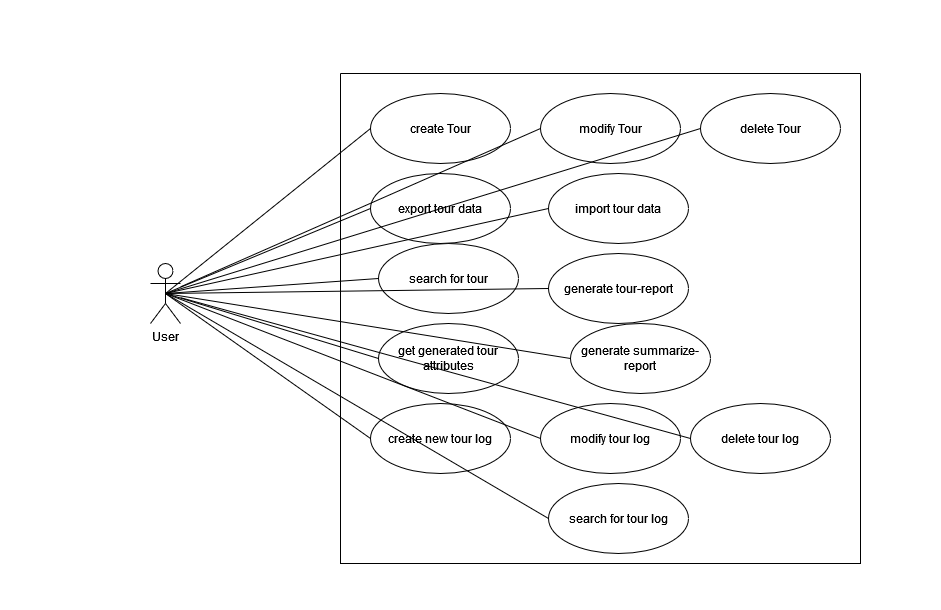 create Tour
modify Tour
delete Tour
export tour data
import tour data
search for tour
generate tour-report
User
get generated tour
attributes
generate summarize-
report
create new tour log
modify tour log
delete tour log
search for tour log